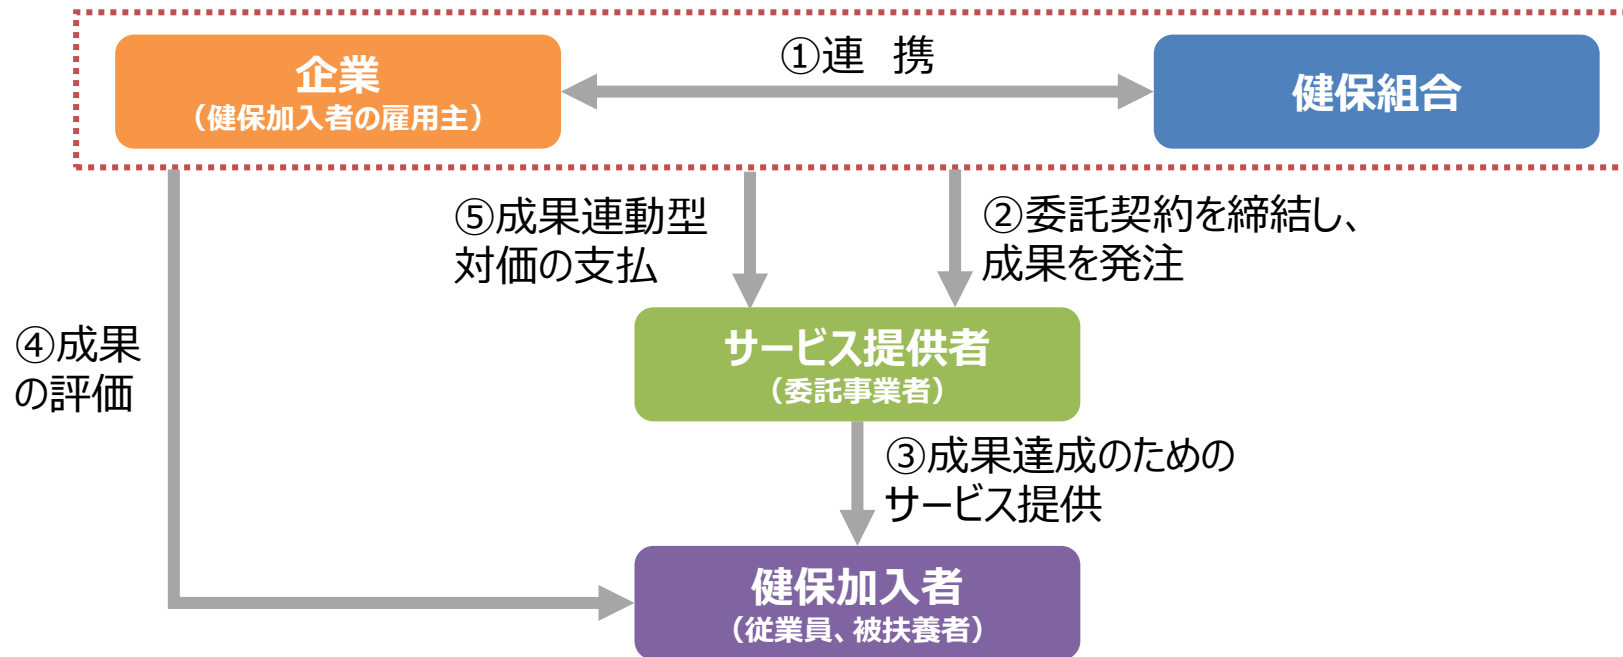 企業
(健保加入者の雇用主)
①連 携
健保組合
⑤成果連動型
対価の支払
②委託契約を締結し、
成果を発注
④成果
の評価
サービス提供者
(委託事業者)
③成果達成のための
サービス提供
健保加入者
(従業員、被扶養者)